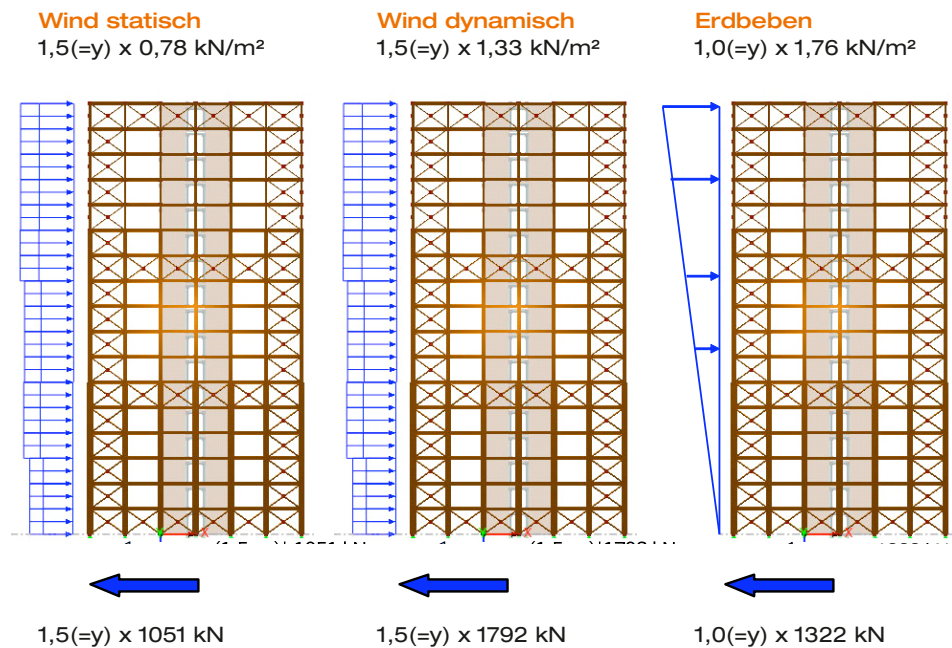 Wind statisch
1,5(=y) x 0,78 kN/m²
Wind dynamisch
1,5(=y) x 1,33 kN/m²
Erdbeben
1,0(=y) x 1,76 kN/m²
X
X
X
1,5(=y) x 1051 kN
1,5(=y) x 1792 kN
1,0(=y) x 1322 kN